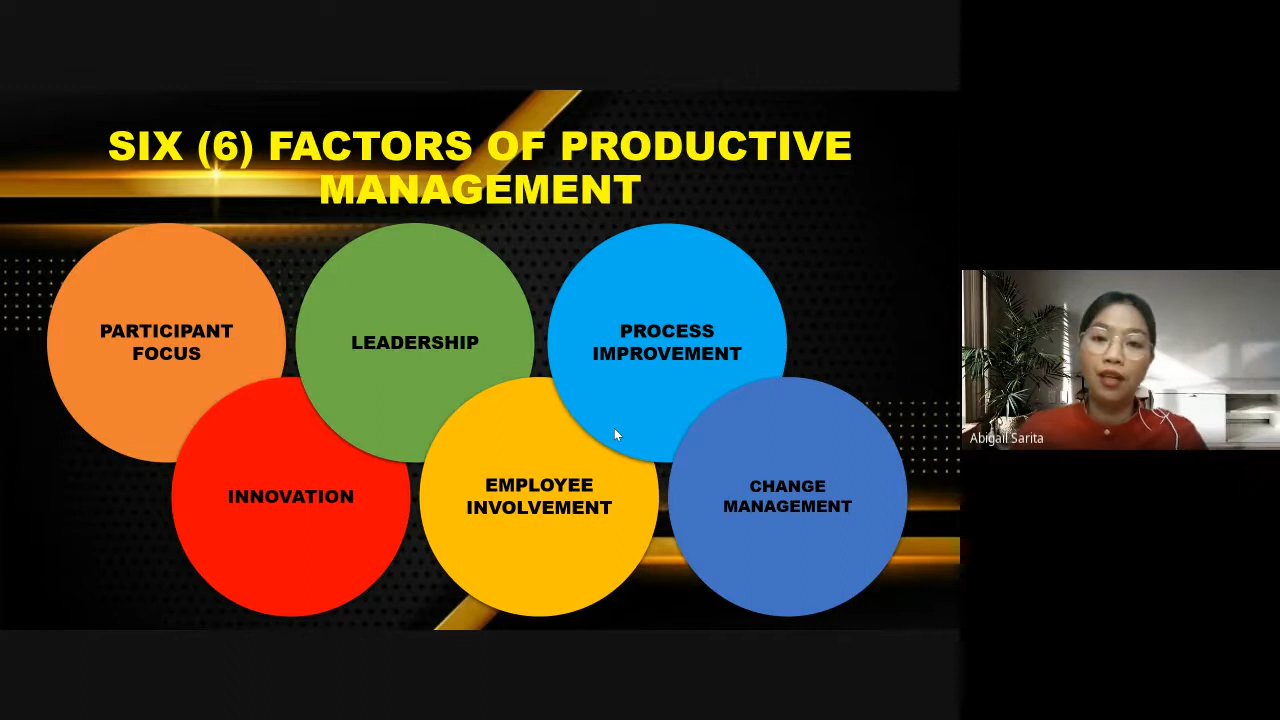 SIX (6) FACTORS OF PRODUCTIVE
MANAGEMENT
PARTICIPANT
FOCUS
LEADERSHIP
PROCESS
IMPROVEMENT
INNOVATION
EMPLOYEE
INVOLVEMENT
CHANGE
MANAGEMENT
Abigail Sarita